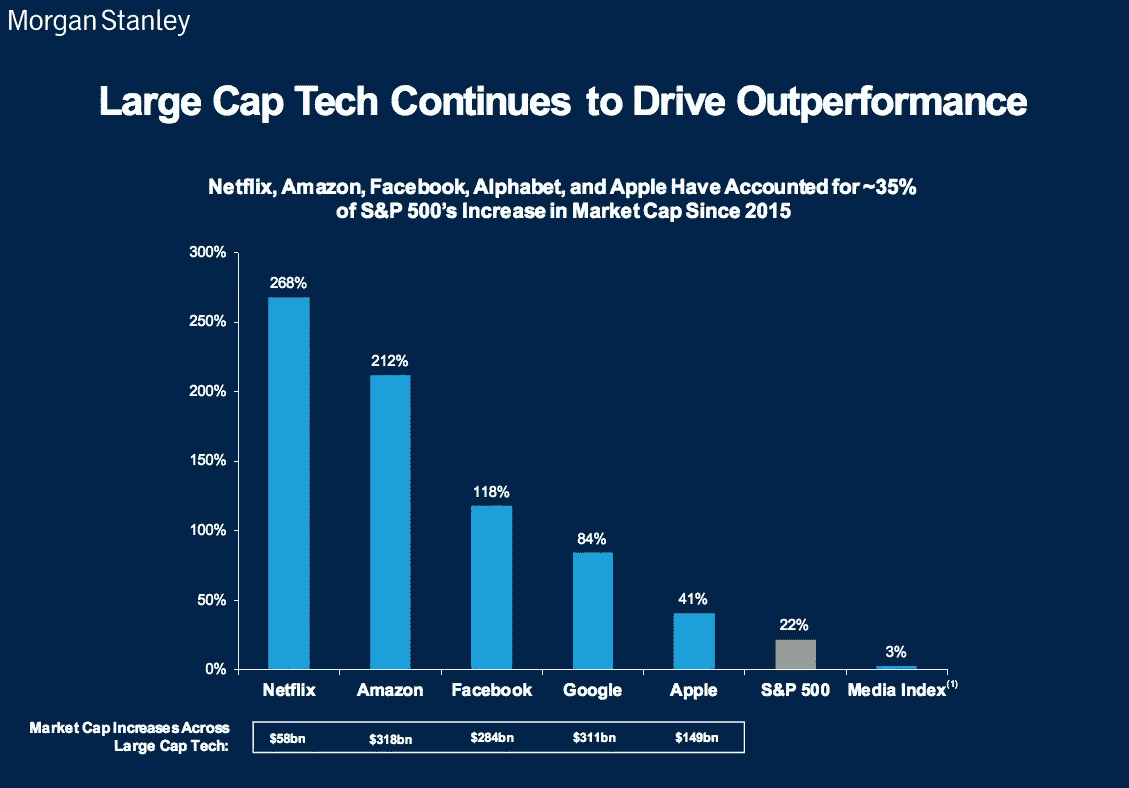 Morgan Stanley
Large Cap Tech Continues to Drive Outperformance
Netflix, Amazon, Facebook, Alphabet, and Apple Have Accounted for ~35%
of S&P 500's Increase in Market Cap Since 2015
300%
250%
200%
150%
100%
50%
0%
268%
212%
118%
84%
41%
22%
3%
Netflix
Amazon
Facebook
Google
Apple
S&P 500
Media Index(1)
Market Cap Increases Across
Large Cap Tech:
$58bn
$318bn
$284bn
$311bn
$149bn